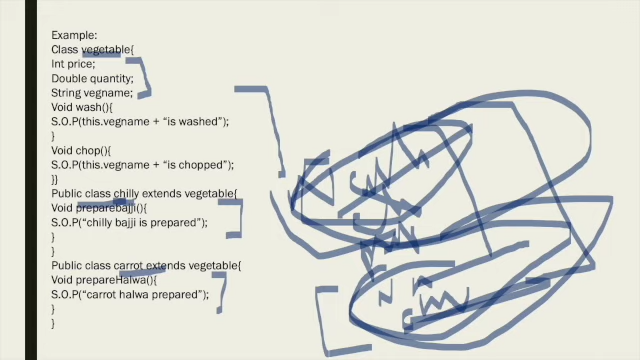 Example:
Class vegetable{
Int price;
Double quantity;
String vegname;
Void wash(){
S.O.P(this.vegname + “is washed”);
}
Void chop(){
S.O.P(this.vegname + “is chopped”);
}}
Public class chilly extends vegetable{
Void preparebajji(){
S.O.P(“chilly bajji is prepared”);
}
}
Public class carrot extends vegetable{
Void prepareHalwa(){
S.O.P(“carrot halwa prepared”);
}
}